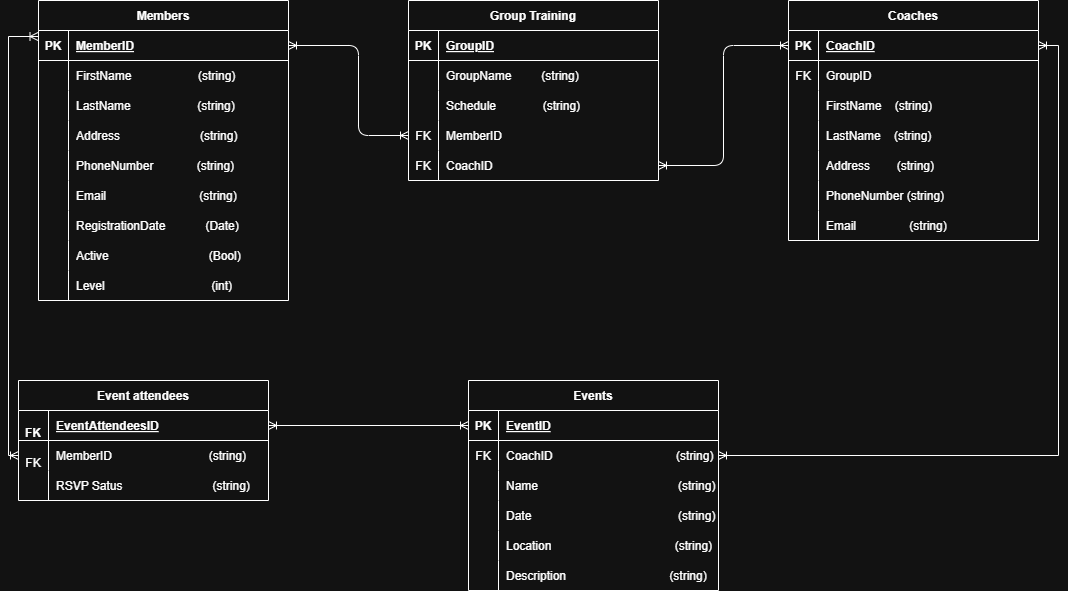 Members
PK MemberID
FirstName (string)
LastName (string)
Address (string)
PhoneNumber (string)
Email (string)
RegistrationDate (Date)
Active (Bool)
Level (int)
Group Training
PK GroupID
GroupName (string)
Schedule (string)
FK MemberID
FK CoachID
Coaches
PK CoachID
FK GroupID
FirstName (string)
LastName (string)
Address (string)
PhoneNumber (string)
Email (string)
Event attendees
FK EventAttendeesID
FK MemberID (string)
RSVP Satus (string)
Events
PK EventID
FK CoachID (string)
Name (string)
Date (string)
Location (string)
Description (string)